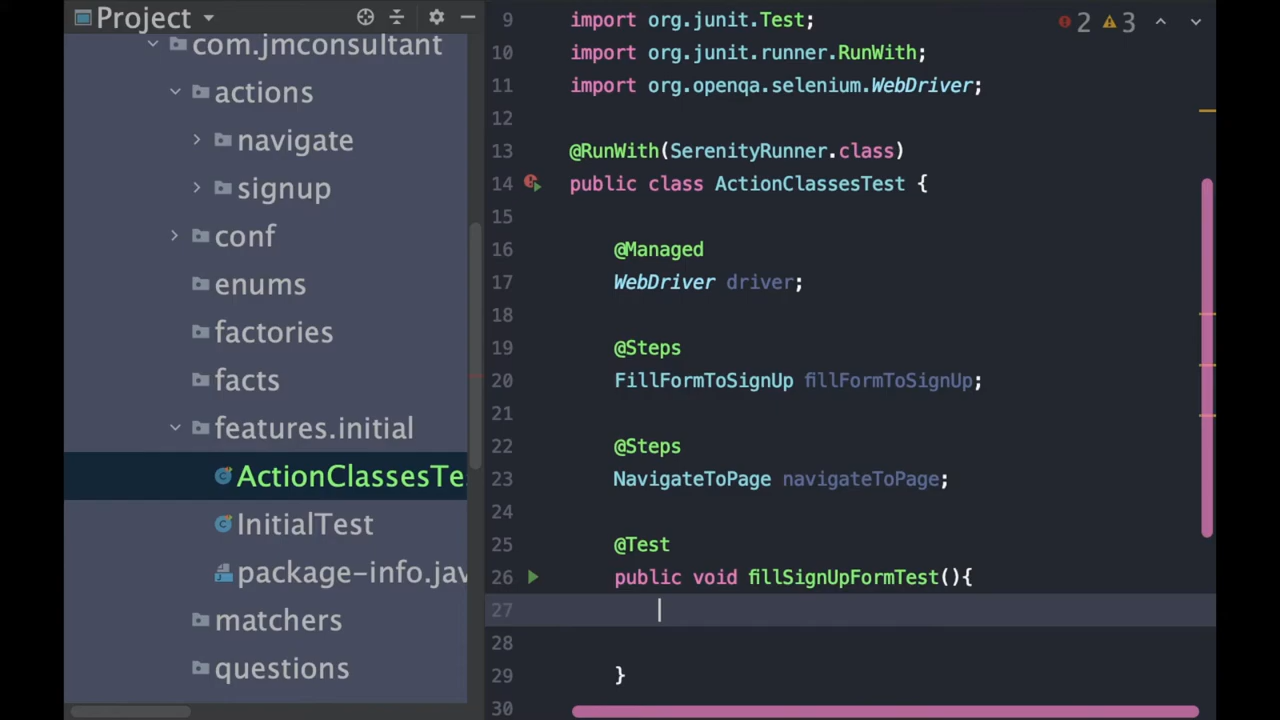 Project
com.jmconsultant
actions
navigate
signup
conf
enums
factories
facts
features.initial
ActionClassesTe
InitialTest
package-info.jav
matchers
questions
2 3
9 import org.junit.Test;
10 import org.junit.runner.RunWith;
11 import org.openqa.selenium.WebDriver;
12
13 @RunWith(SerenityRunner.class)
14 public class ActionClassesTest {
15
16 @Managed
17 WebDriver driver;
18
19 @Steps
20 FillFormToSignUp fillFormToSignUp;
21
22 @Steps
23 NavigateToPage navigateToPage;
24
25 @Test
26 public void fillSignUpFormTest(){
27
28
29 }
30